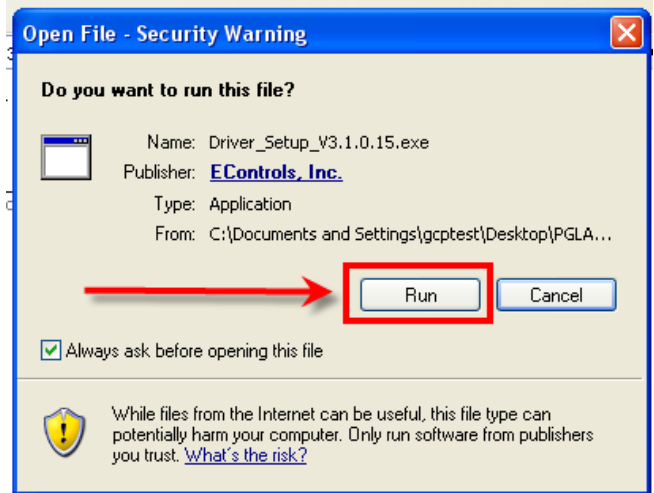 Open File - Security Warning
Do you want to run this file?
Name: Driver_Setup_V3.1.0.15.exe
Publisher: EControls, Inc.
Type: Application
From: C:\Documents and Settings\gcptest\Desktop\PGLA...
Run Cancel
Always ask before opening this file
While files from the Internet can be useful, this file type can
potentially harm your computer. Only run software from publishers
you trust. What's the risk?